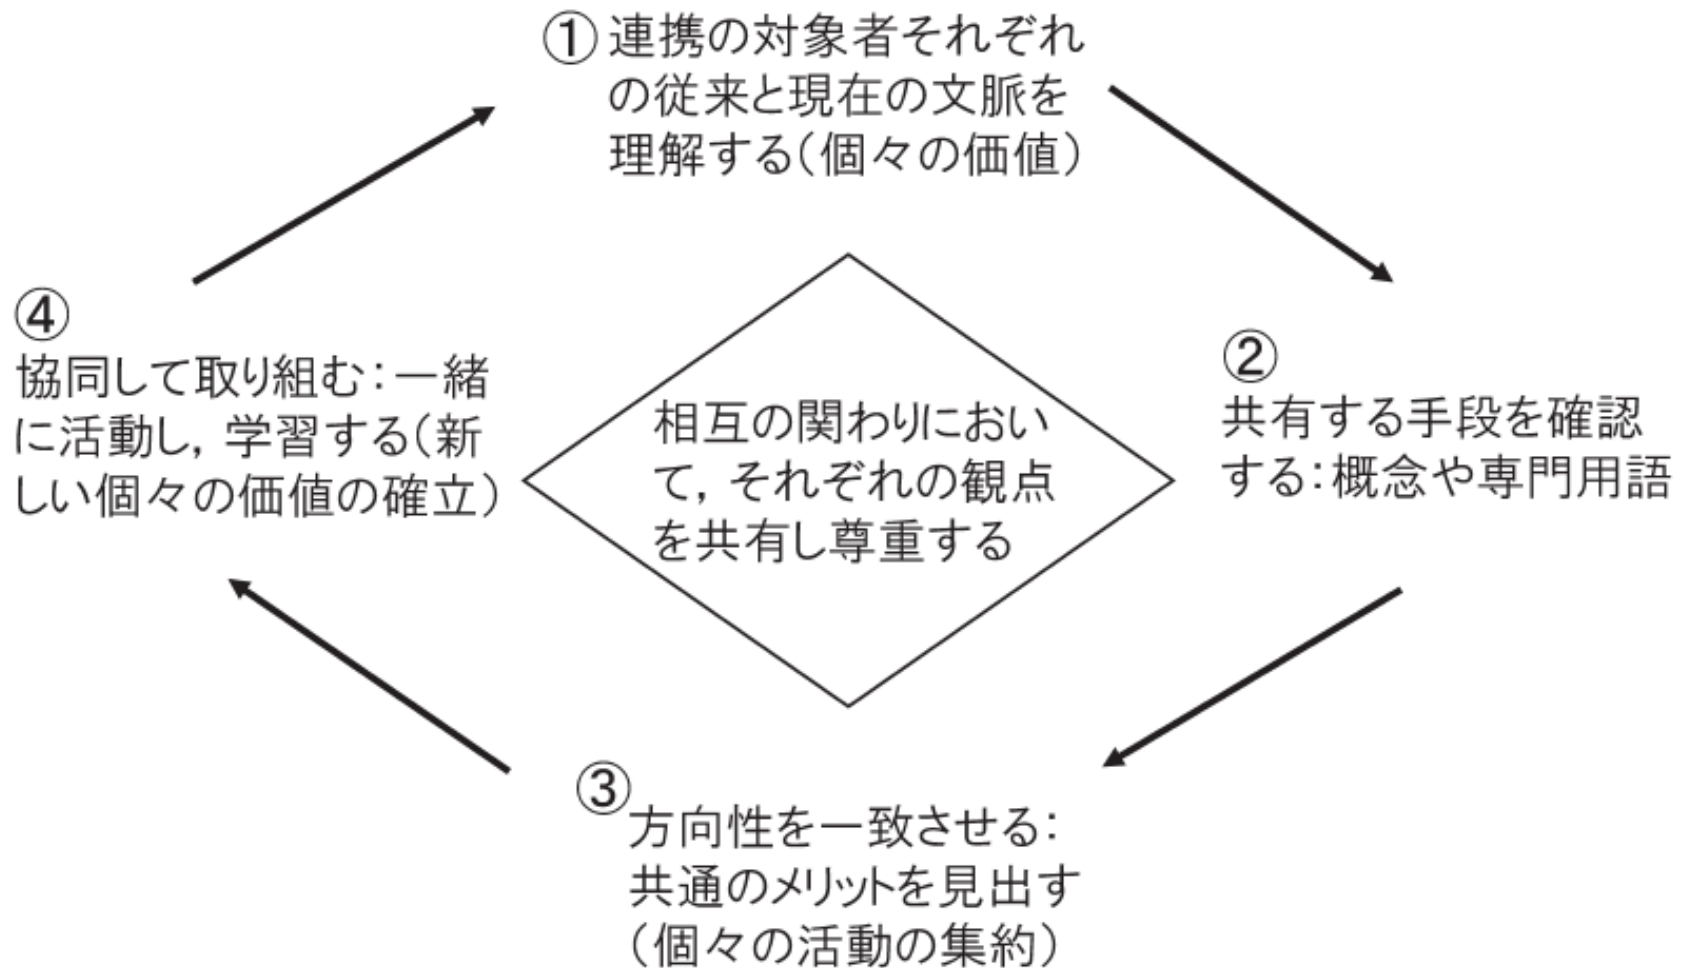 ① 連携の対象者それぞれ
の従来と現在の文脈を
理解する（個々の価値）
②
共有する手段を確認
する：概念や専門用語
③
方向性を一致させる：
共通のメリットを見出す
（個々の活動の集約）
④
協同して取り組む：一緒
に活動し，学習する（新
しい個々の価値の確立）
相互の関わりにおい
て，それぞれの観点
を共有し尊重する